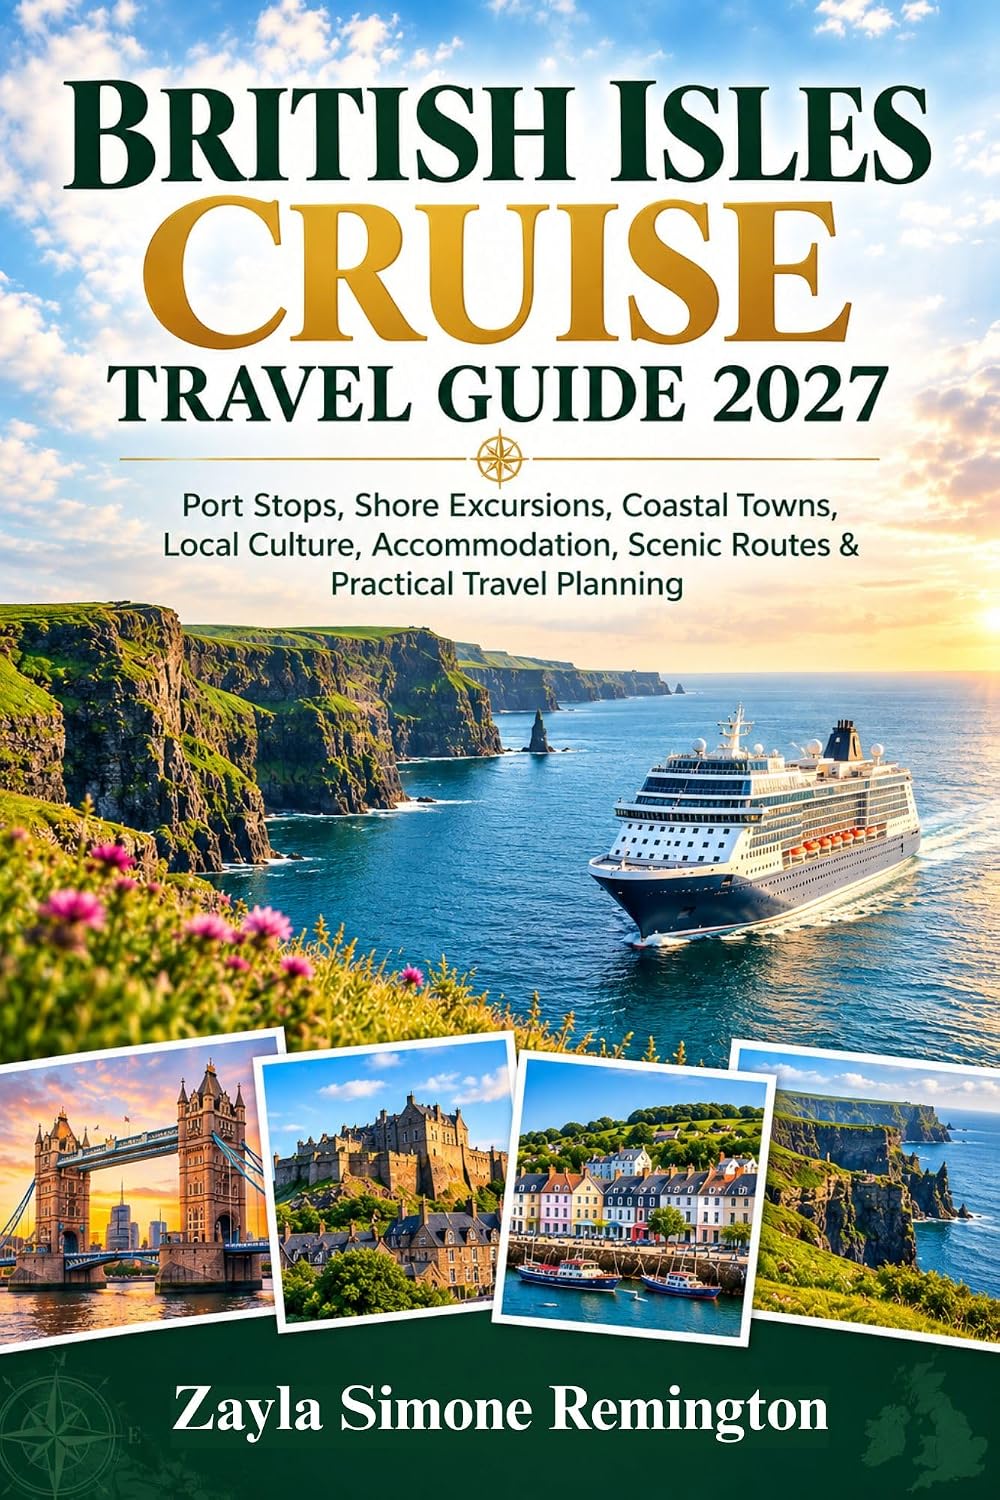 BRITISH ISLES
CRUISE
TRAVEL GUIDE 2027
Port Stops, Shore Excursions, Coastal Towns,
Local Culture, Accommodation, Scenic Routes &
Practical Travel Planning
E
Zayla Simone Remington